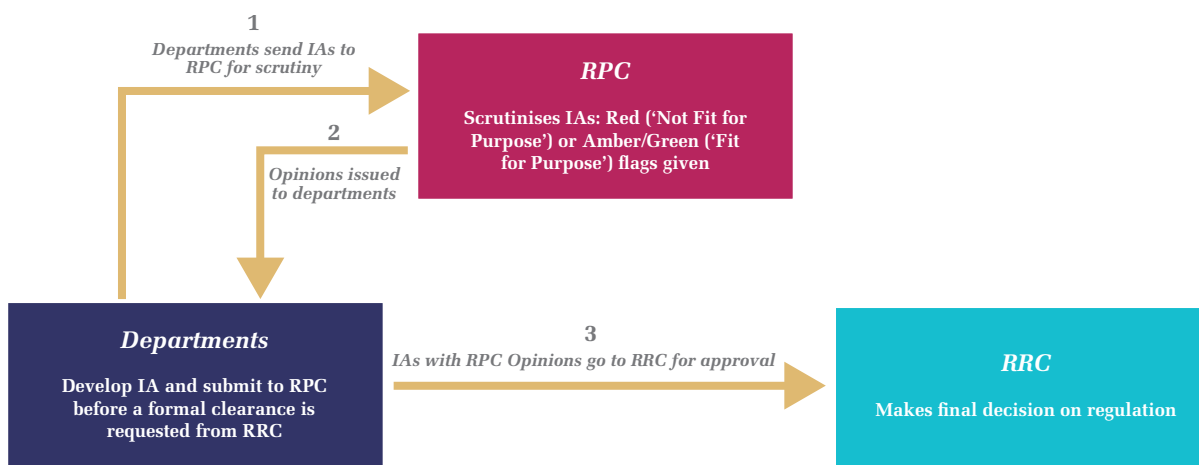 1
Departments send IAs to
RPC for scrutiny
RPC
Scrutinises IAs: Red (‘Not Fit for
Purpose’) or Amber/Green (‘Fit
for Purpose’) flags given
2
Opinions issued
to departments
Departments
Develop IA and submit to RPC
before a formal clearance is
requested from RRC
3
IAs with RPC Opinions go to RRC for approval
RRC
Makes final decision on regulation